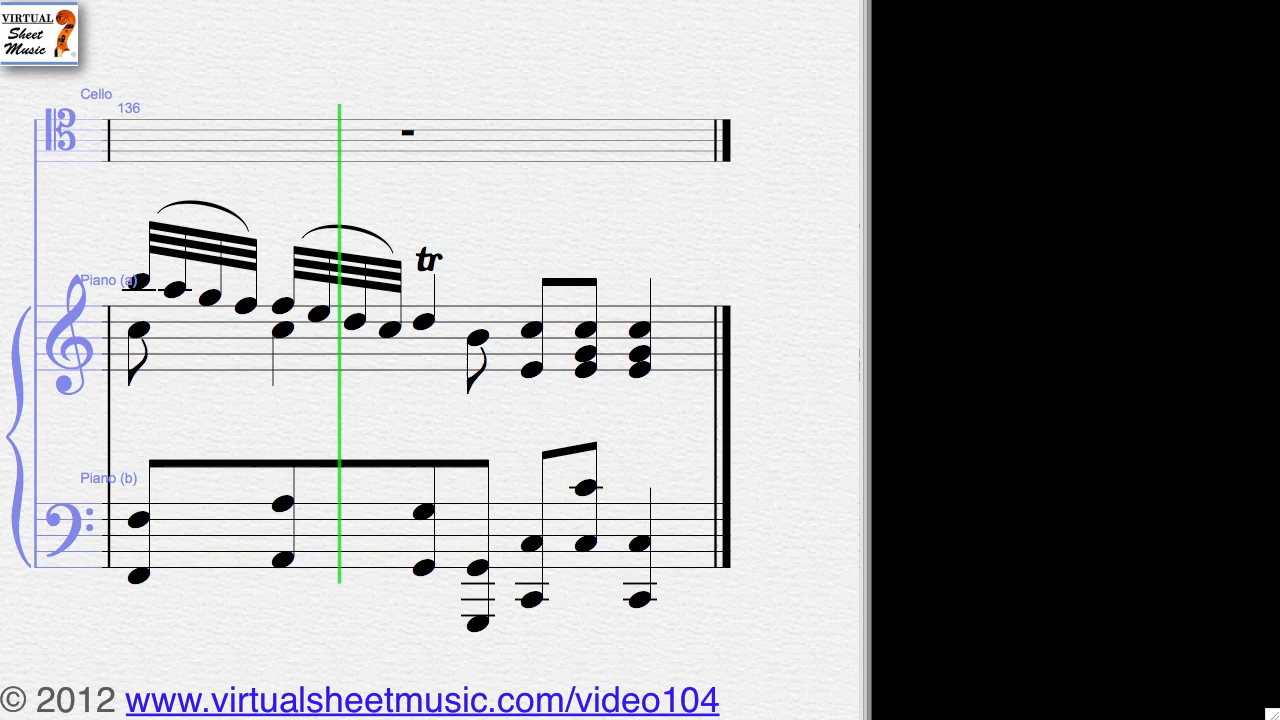 VIRTUAL
Sheet
Music
Cello
136
tr
Piano (a)
Piano (b)
© 2012 www.virtualsheetmusic.com/video104